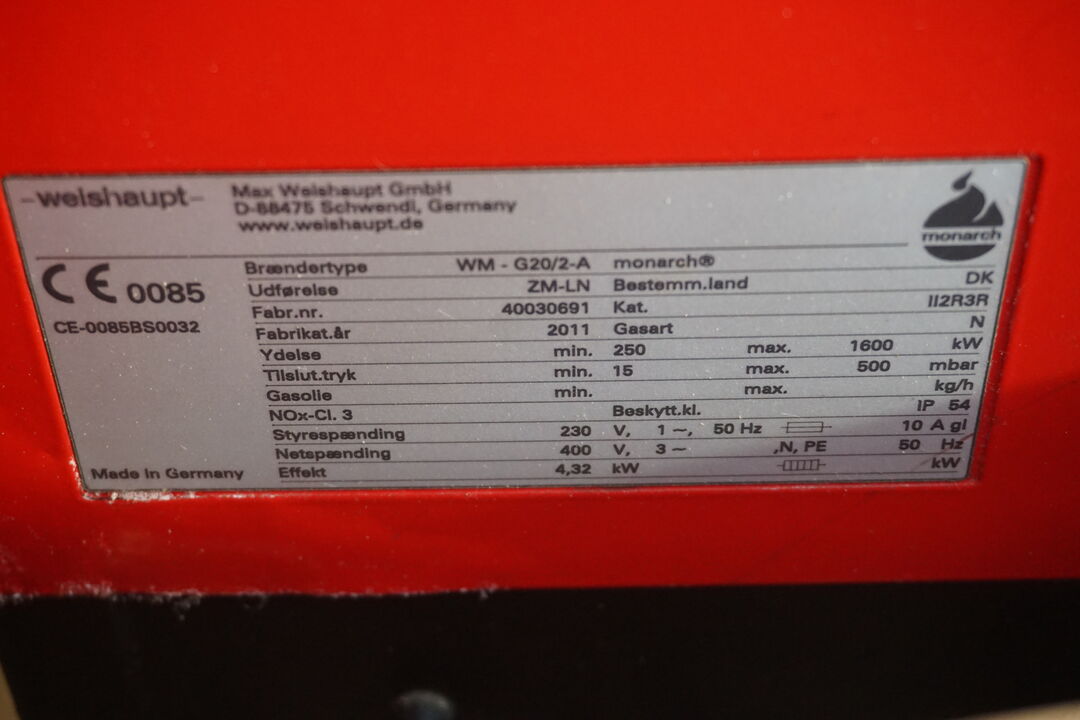 -weishaupt-
Max Weishaupt GmbH
D-88475 Schwendi, Germany
www.weishaupt.de
monarch
CE 0085
CE-0085BS0032
Brændertype WM - G20/2-A monarch®
Udførelse ZM-LN Bestemm.land DK
Fabr.nr. 40030691 Kat. II2R3R
Fabrikat.år 2011 Gasart N
Ydelse min. 250 max. 1600 kW
Tilslut.tryk min. 15 max. 500 mbar
Gasolie min. max. kg/h
NOx-Cl. 3 Beskytt.kl. IP 54
Styrespænding 230 V, 1 ~, 50 Hz 10 A gl
Netspænding 400 V, 3 ~ ,N, PE 50 Hz
Effekt 4,32 kW kW
Made in Germany